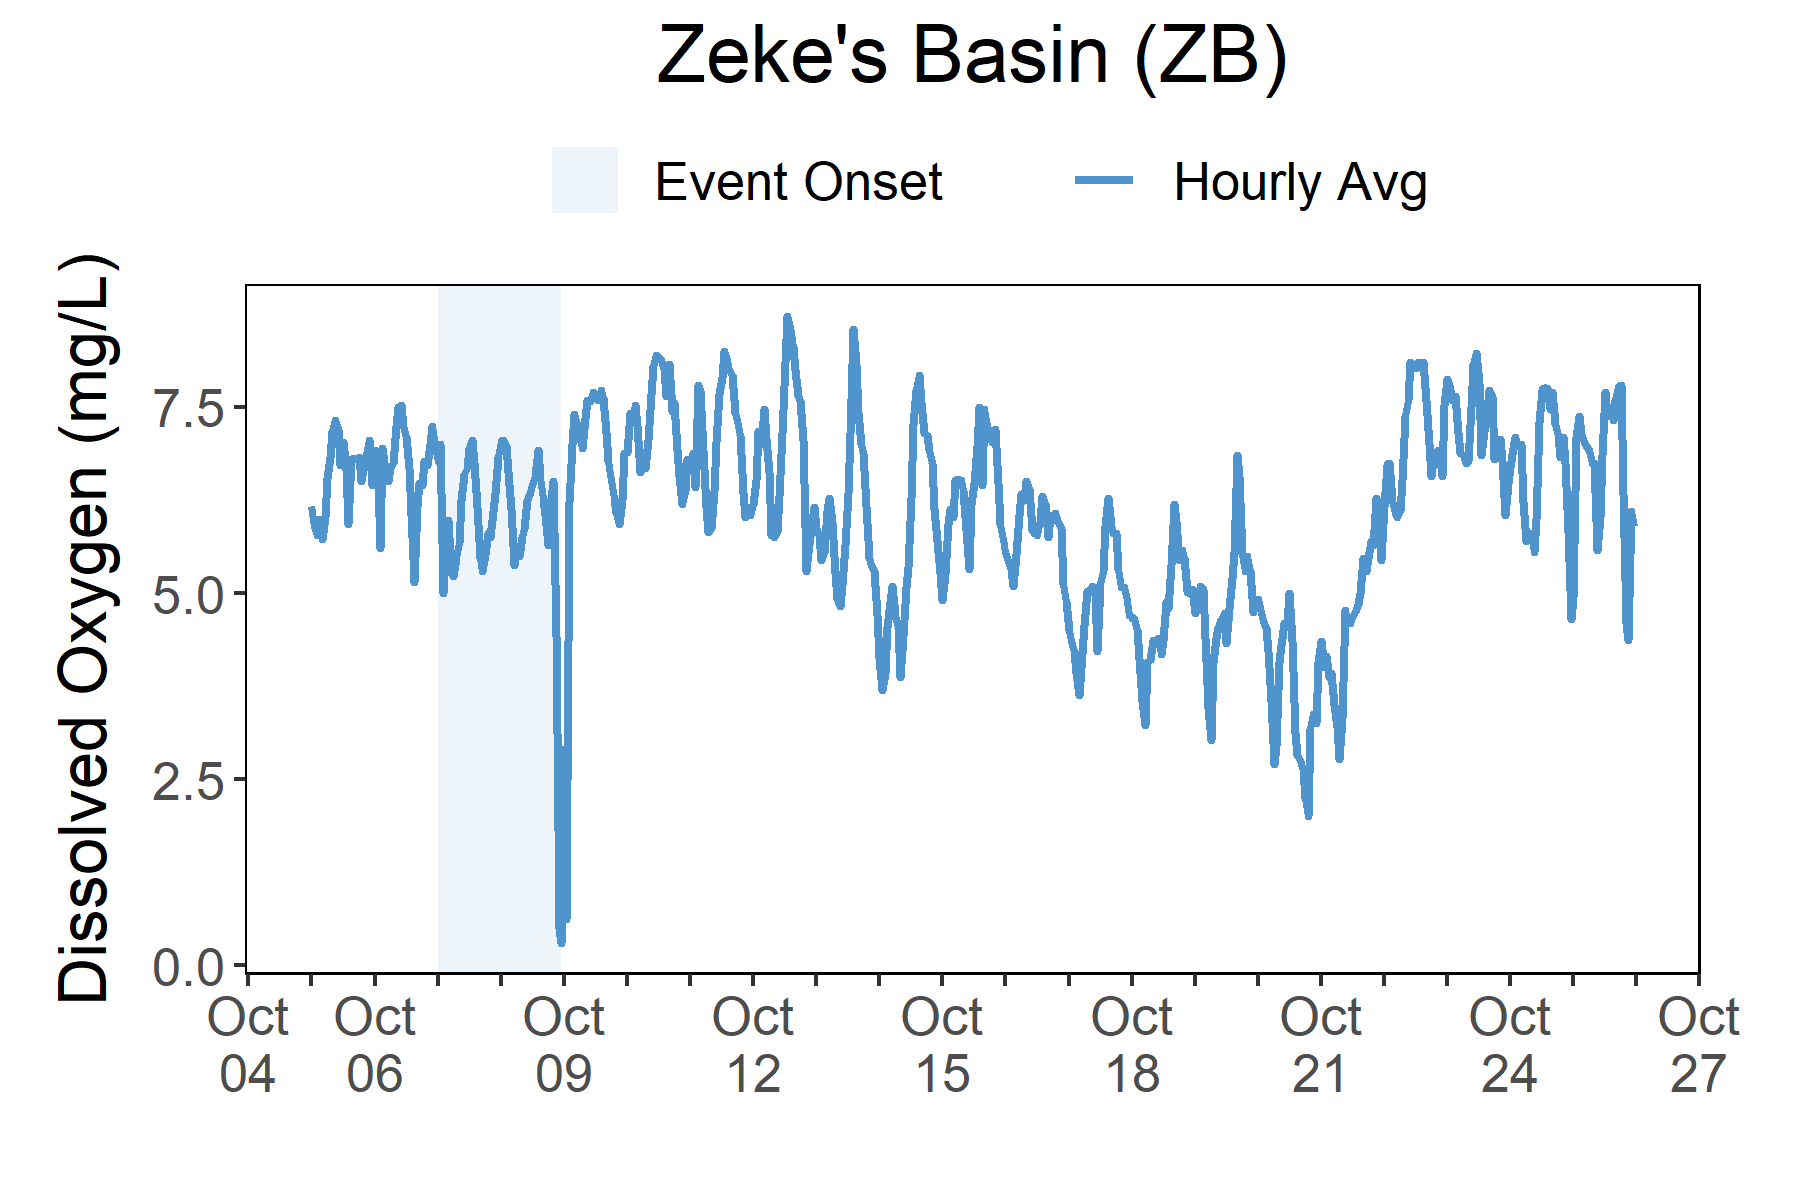 Zeke's Basin (ZB)
Event Onset
Hourly Avg
Dissolved Oxygen (mg/L)
7.5
5.0
2.5
0.0
Oct Oct Oct Oct Oct Oct Oct Oct Oct
04 06 09 12 15 18 21 24 27